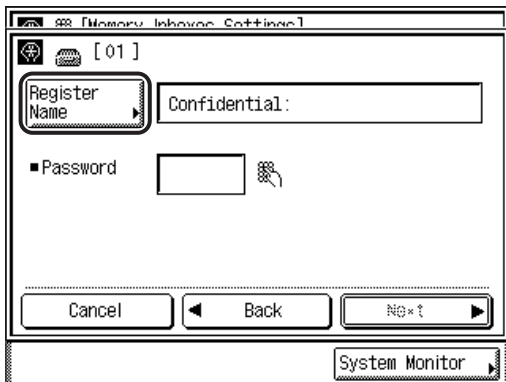 [Memory Inboxes Settings]
[01]
Register
Name
Confidential:
■Password
Cancel
◀ Back
Next ▶
System Monitor